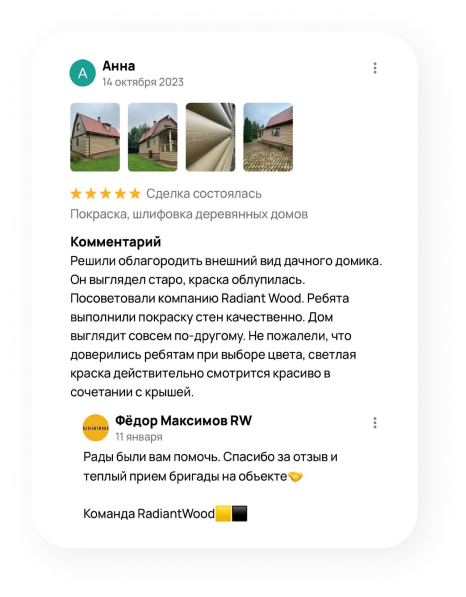 А
Анна
14 октября 2023
Сделка состоялась
Покраска, шлифовка деревянных домов
Комментарий
Решили облагородить внешний вид дачного домика.
Он выглядел старо, краска облупилась.
Посоветовали компанию Radiant Wood. Ребята
выполнили покраску стен качественно. Дом
выглядит совсем по-другому. Не пожалели, что
доверились ребятам при выборе цвета, светлая
краска действительно смотрится красиво в
сочетании с крышей.
RADIANTWOOD
Фёдор Максимов RW
11 января
Рады были вам помочь. Спасибо за отзыв и
теплый прием бригады на объекте🤝
Команда RadiantWood🟨⬛